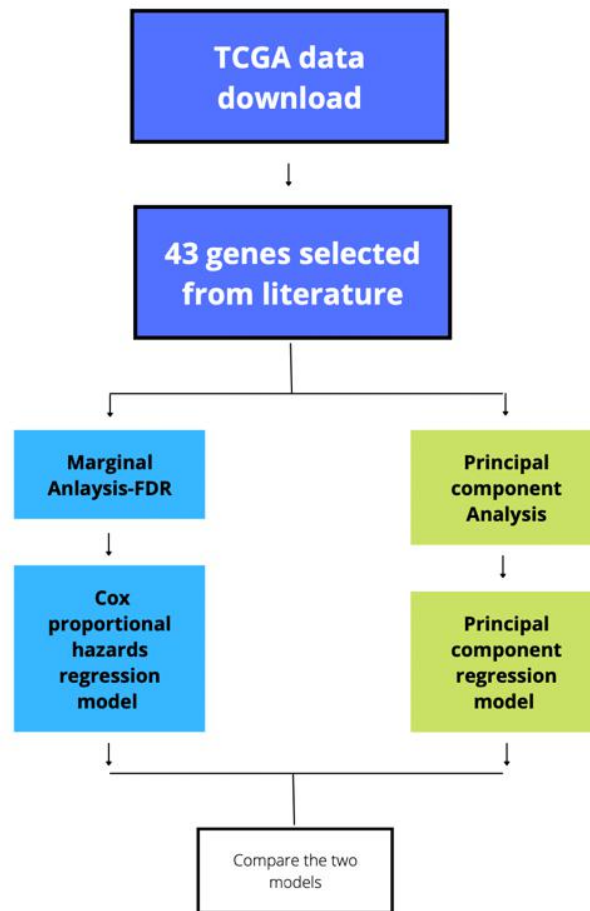 TCGA data
download
43 genes selected
from literature
Marginal
Anlaysis-FDR
Principal
component
Analysis
Cox
proportional
hazards
regression
model
Principal
component
regression
model
Compare the two
models